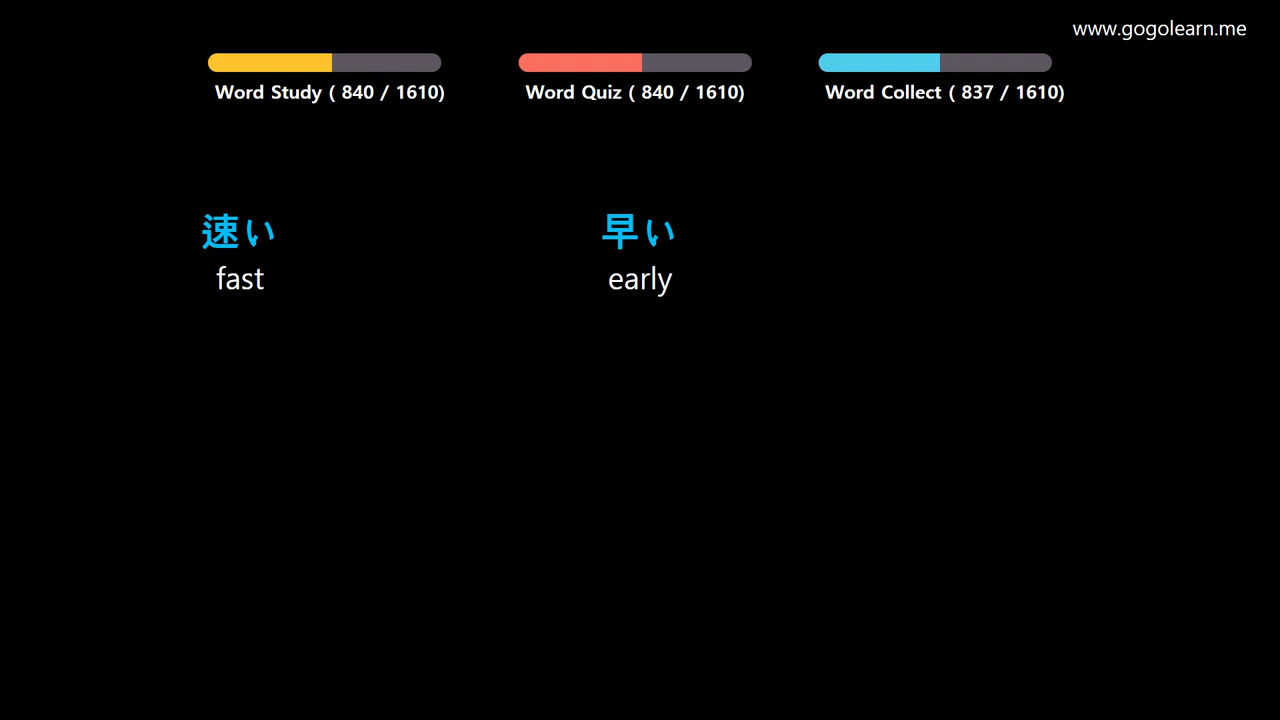 www.gogolearn.me
Word Study ( 840 / 1610)
Word Quiz ( 840 / 1610)
Word Collect ( 837 / 1610)
速い
fast
早い
early